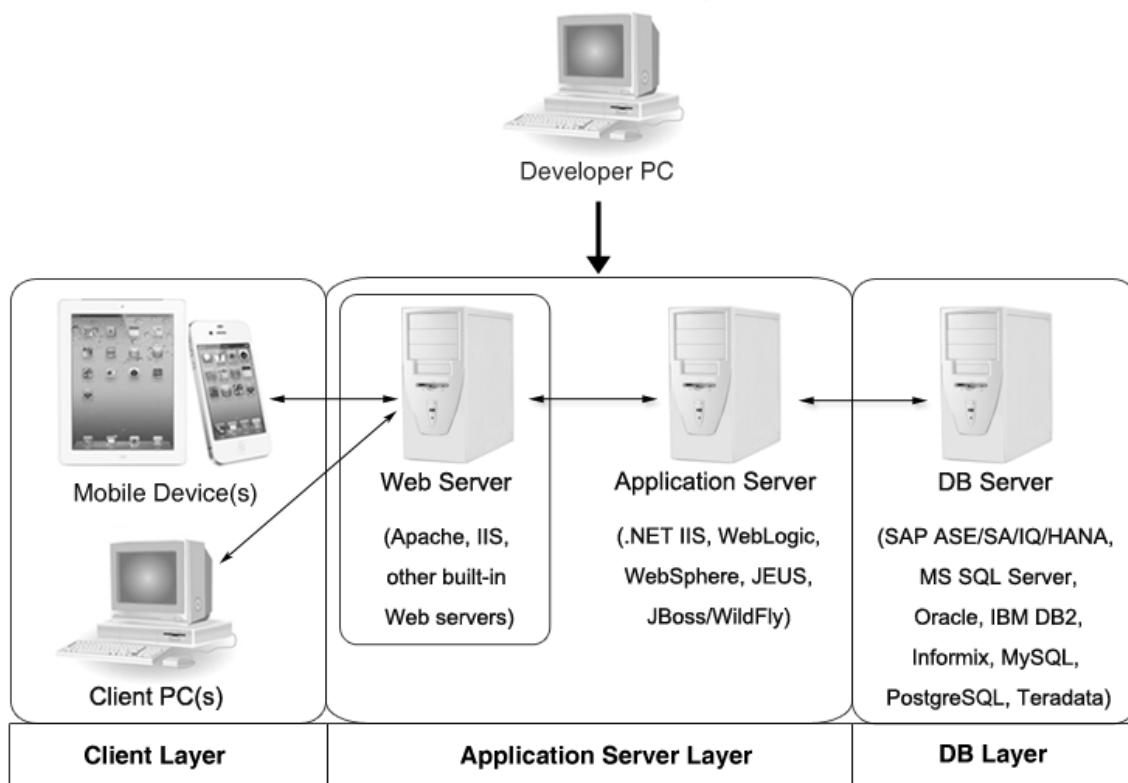 Developer PC
Mobile Device(s)
Client PC(s)
Web Server
(Apache, IIS,
other built-in
Web servers)
Application Server
(.NET IIS, WebLogic,
WebSphere, JEUS,
JBoss/WildFly)
DB Server
(SAP ASE/SA/IQ/HANA,
MS SQL Server,
Oracle, IBM DB2,
Informix, MySQL,
PostgreSQL, Teradata)
Client Layer
Application Server Layer
DB Layer